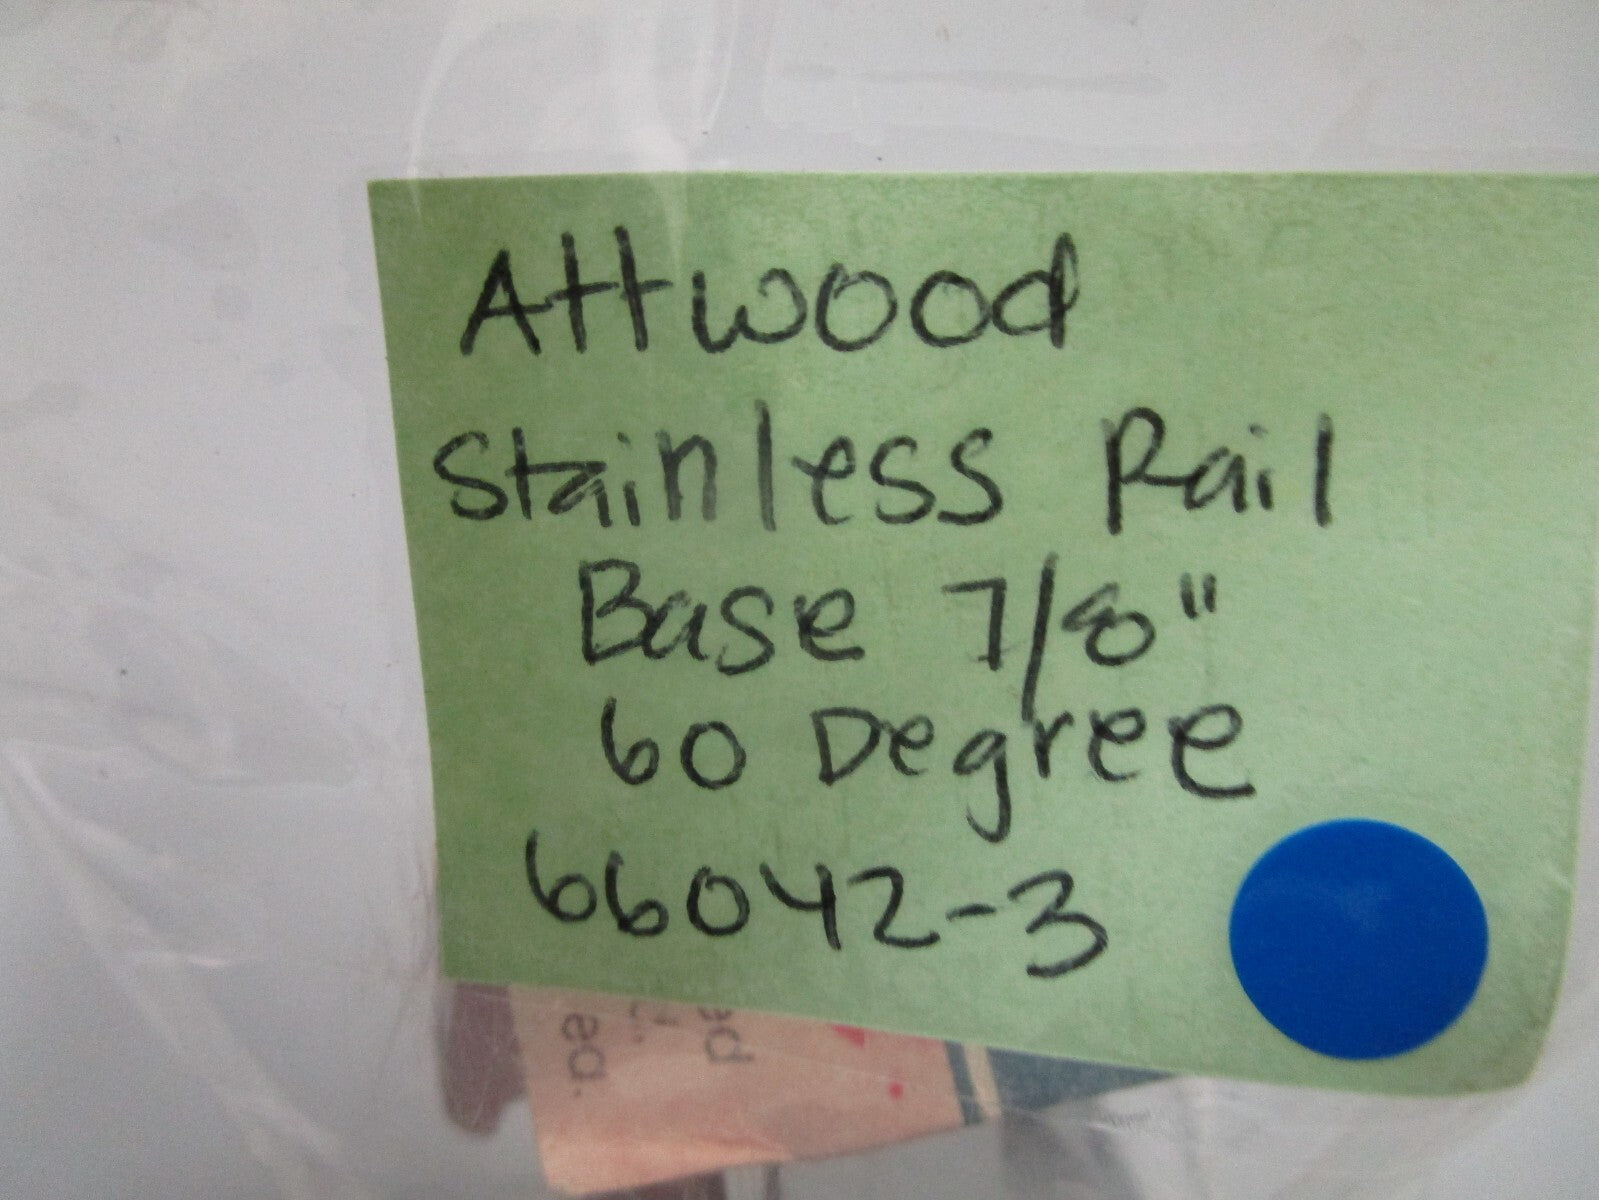 Attwood
Stainless Rail
Base 7/8"
60 Degree
66042-3